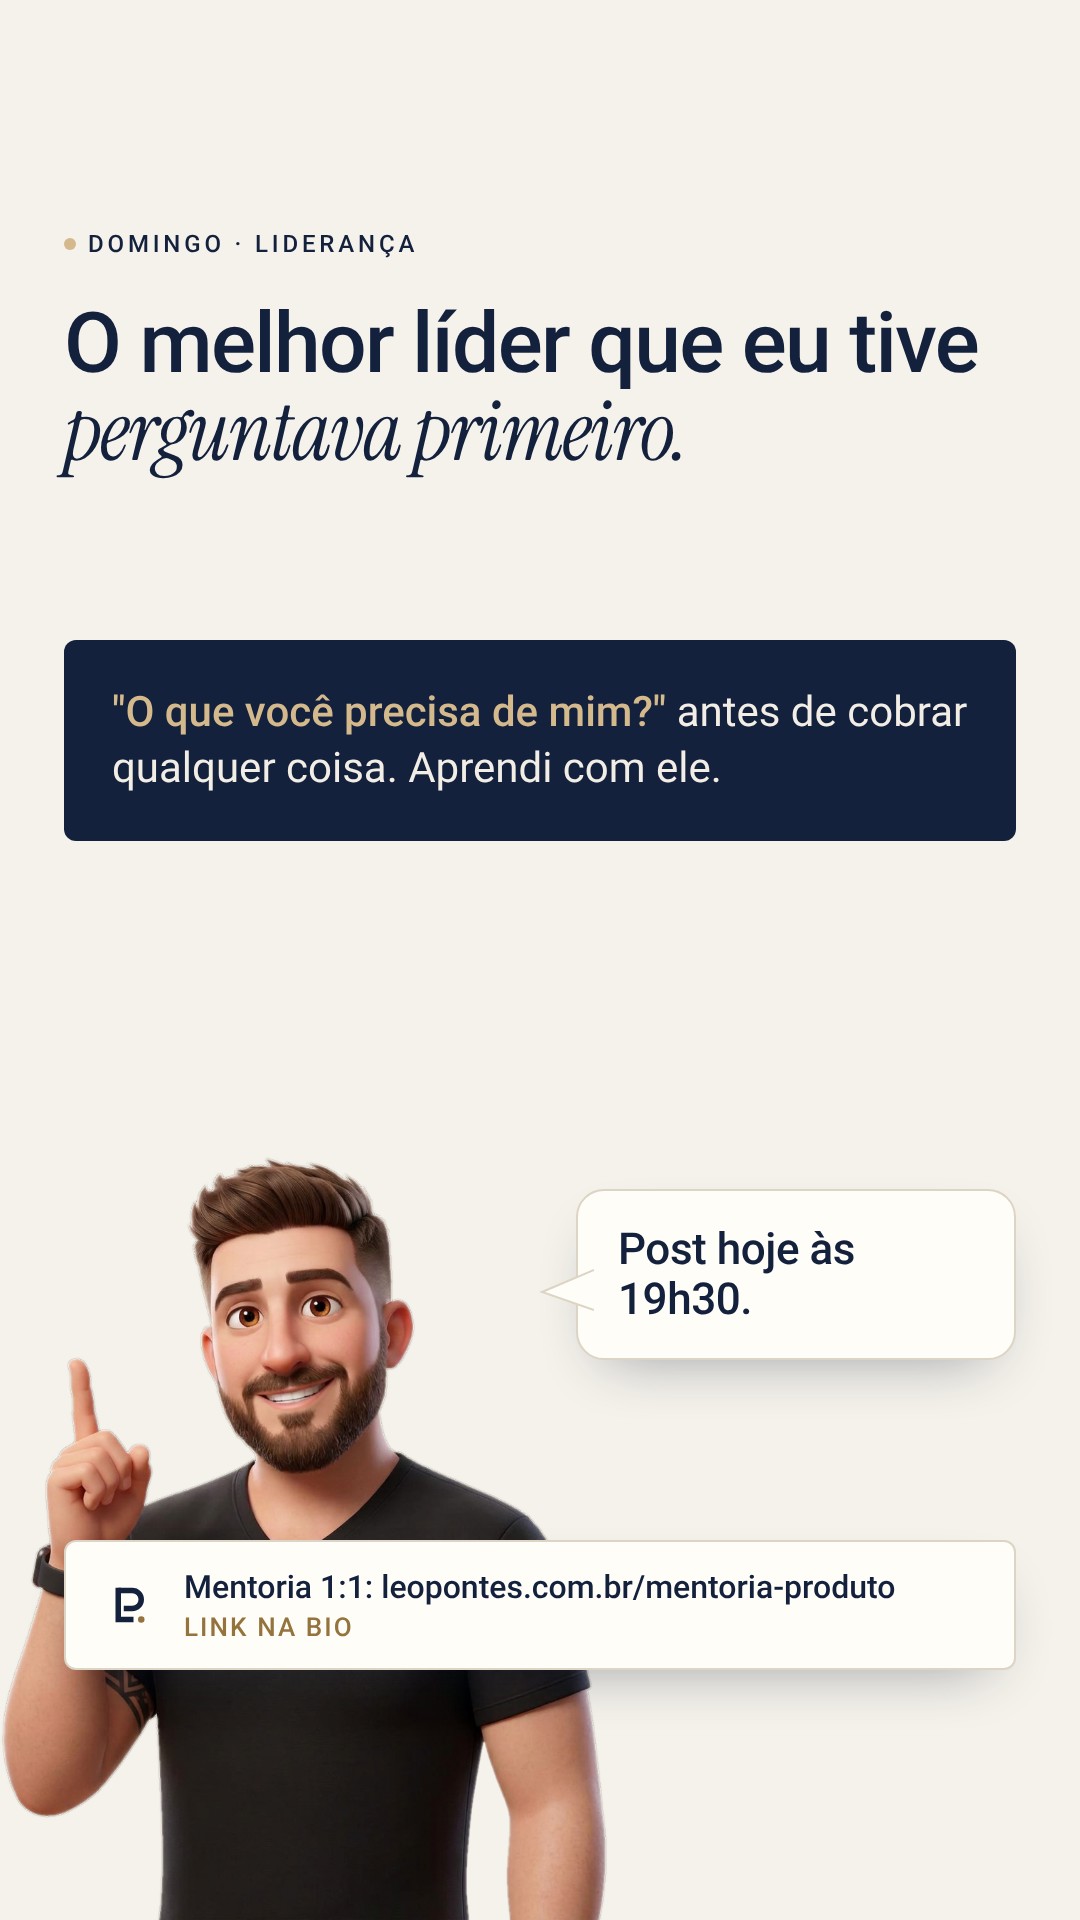 DOMINGO · LIDERANÇA
O melhor líder que eu tive
perguntava primeiro.
"O que você precisa de mim?" antes de cobrar
qualquer coisa. Aprendi com ele.
Post hoje às
19h30.
Mentoria 1:1: leopontes.com.br/mentoria-produto
LINK NA BIO